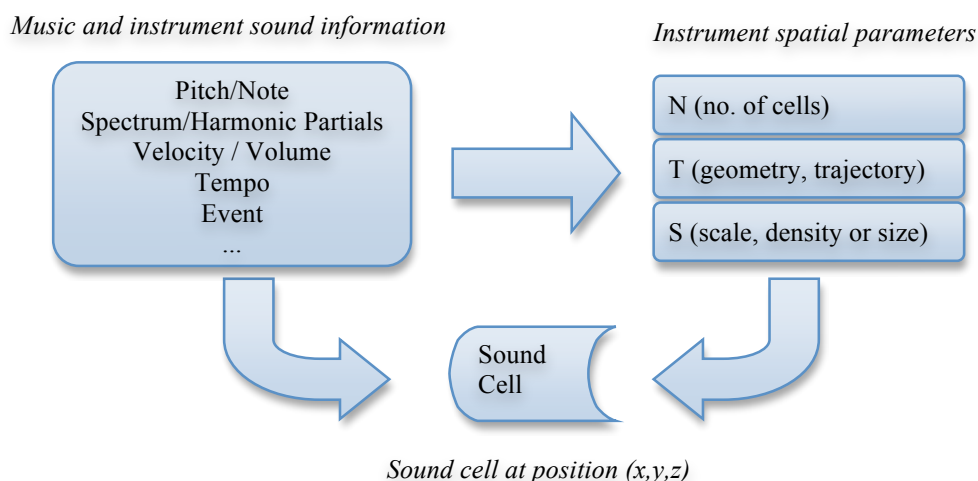 Music and instrument sound information
Instrument spatial parameters
Pitch/Note
Spectrum/Harmonic Partials
Velocity / Volume
Tempo
Event
...
N (no. of cells)
T (geometry, trajectory)
S (scale, density or size)
Sound
Cell
Sound cell at position (x,y,z)